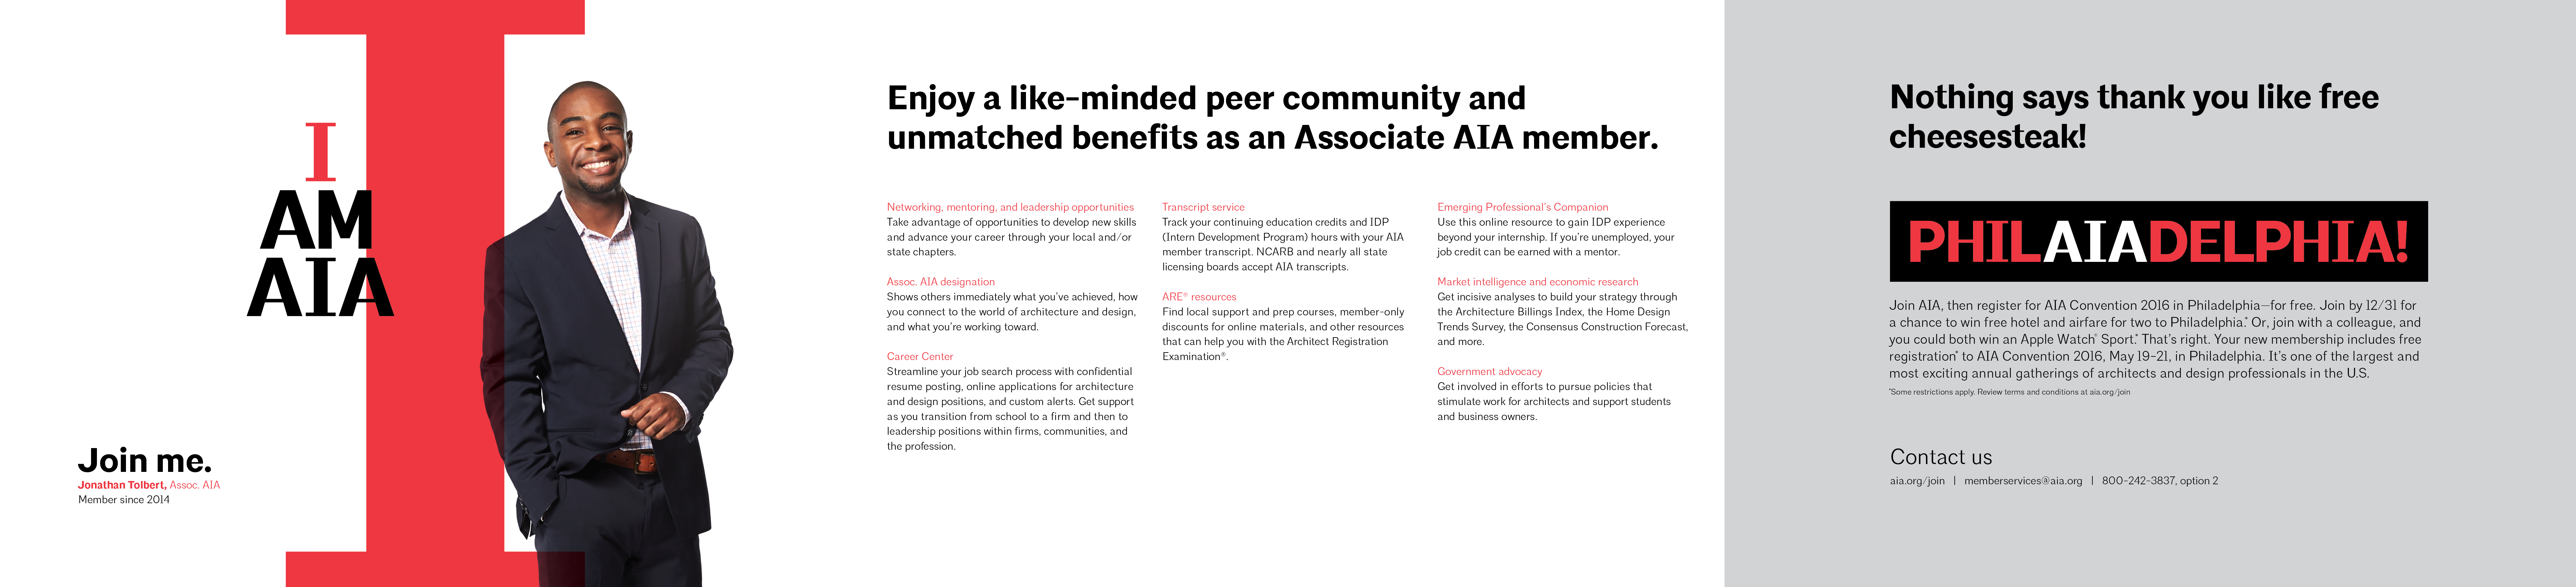 I
AM
AIA
Join me.
Jonathan Tolbert, Assoc. AIA
Member since 2014
Enjoy a like-minded peer community and
unmatched benefits as an Associate AIA member.
Networking, mentoring, and leadership opportunities
Take advantage of opportunities to develop new skills
and advance your career through your local and/or
state chapters.
Assoc. AIA designation
Shows others immediately what you've achieved, how
you connect to the world of architecture and design,
and what you're working toward.
Career Center
Streamline your job search process with confidential
resume posting, online applications for architecture
and design positions, and custom alerts. Get support
as you transition from school to a firm and then to
leadership positions within firms, communities, and
the profession.
Transcript service
Track your continuing education credits and IDP
(Intern Development Program) hours with your AIA
member transcript. NCARB and nearly all state
licensing boards accept AIA transcripts.
ARE® resources
Find local support and prep courses, member-only
discounts for online materials, and other resources
that can help you with the Architect Registration
Examination®.
Emerging Professional's Companion
Use this online resource to gain IDP experience
beyond your internship. If you're unemployed, your
job credit can be earned with a mentor.
Market intelligence and economic research
Get incisive analyses to build your strategy through
the Architecture Billings Index, the Home Design
Trends Survey, the Consensus Construction Forecast,
and more.
Government advocacy
Get involved in efforts to pursue policies that
stimulate work for architects and support students
and business owners.
Nothing says thank you like free
cheesesteak!
PHILAIADELPHIA!
Join AIA, then register for AIA Convention 2016 in Philadelphia—for free. Join by 12/31 for
a chance to win free hotel and airfare for two to Philadelphia.* Or, join with a colleague, and
you could both win an Apple Watch® Sport.* That's right. Your new membership includes free
registration* to AIA Convention 2016, May 19-21, in Philadelphia. It's one of the largest and
most exciting annual gatherings of architects and design professionals in the U.S.
*Some restrictions apply. Review terms and conditions at aia.org/join
Contact us
aia.org/join | memberservices@aia.org | 800-242-3837, option 2